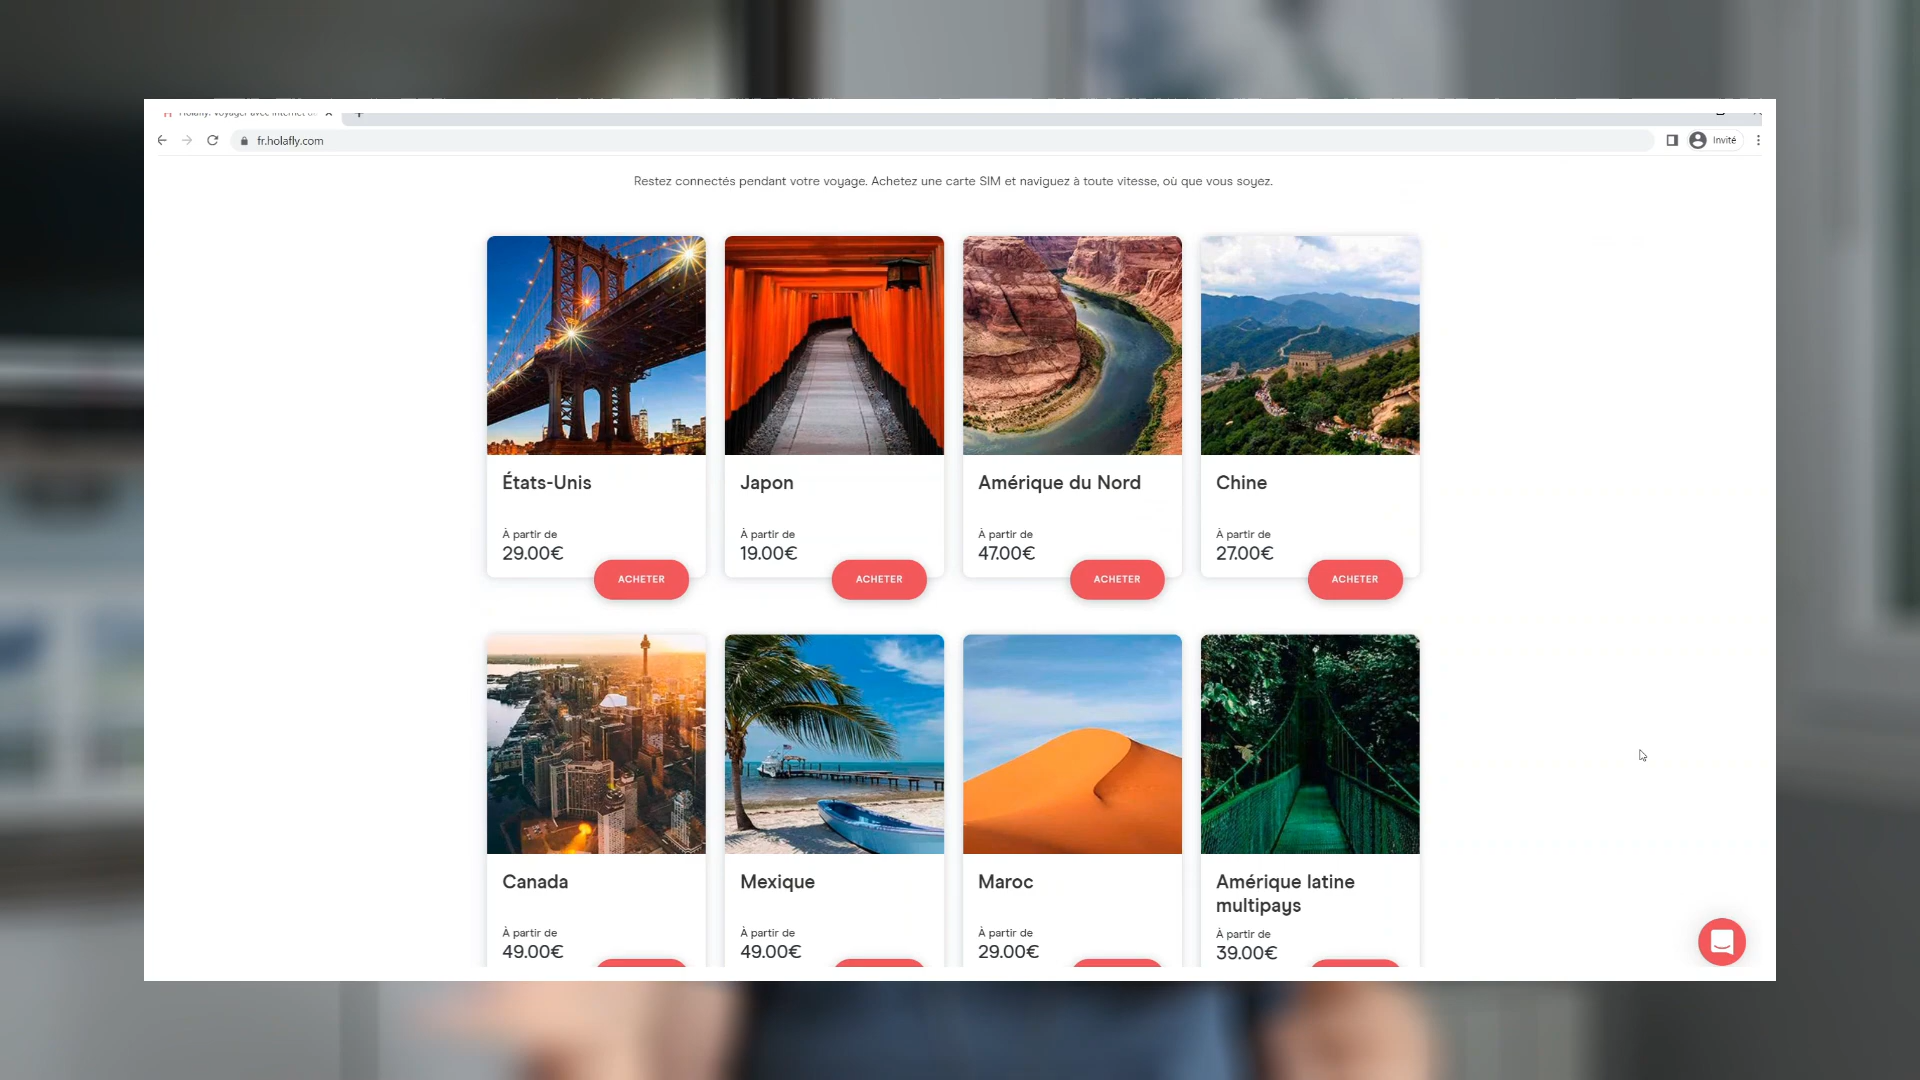 fr.holafly.com
Invité
Restez connectés pendant votre voyage. Achetez une carte SIM et naviguez à toute vitesse, où que vous soyez.
États-Unis
À partir de
29.00€
ACHETER
Japon
À partir de
19.00€
ACHETER
Amérique du Nord
À partir de
47.00€
ACHETER
Chine
À partir de
27.00€
ACHETER
Canada
À partir de
49.00€
Mexique
À partir de
49.00€
Maroc
À partir de
29.00€
Amérique latine
multipays
À partir de
39.00€